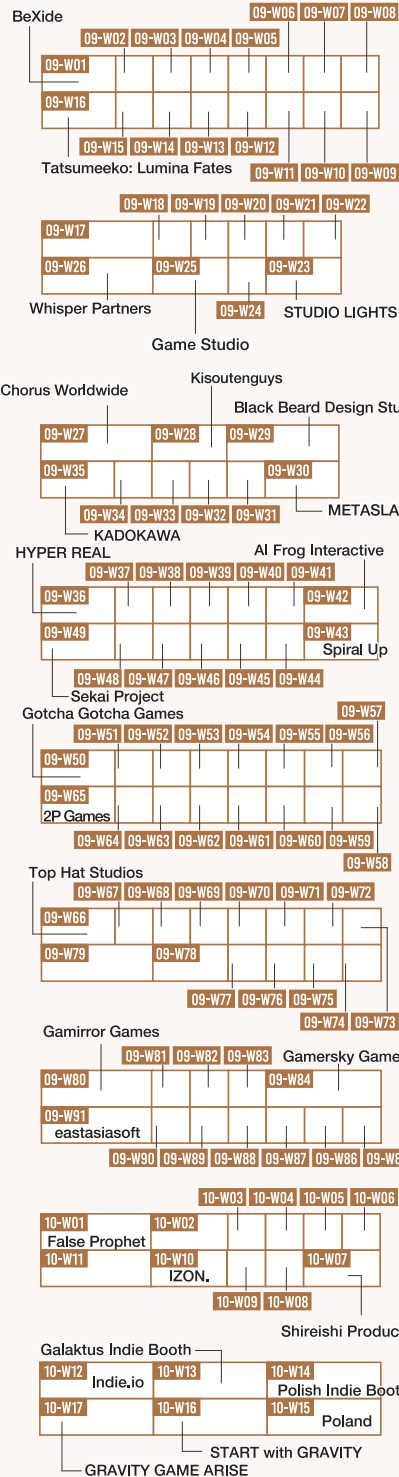 BeXide
09-W06 09-W07 09-W08
09-W02 09-W03 09-W04 09-W05
09-W01
09-W16
09-W15 09-W14 09-W13 09-W12
Tatsumeeko: Lumina Fates
09-W11 09-W10 09-W09
09-W18 09-W19 09-W20 09-W21 09-W22
09-W17
09-W26 09-W25 09-W23
Whisper Partners
09-W24
STUDIO LIGHTS
Game Studio
Kisoutenguys
Chorus Worldwide
Black Beard Design Stu
09-W27 09-W28 09-W29
09-W35 09-W30
09-W34 09-W33 09-W32 09-W31
METASLA
KADOKAWA
HYPER REAL
AI Frog Interactive
09-W37 09-W38 09-W39 09-W40 09-W41
09-W36 09-W42
09-W49 09-W43
Spiral Up
09-W48 09-W47 09-W46 09-W45 09-W44
Sekai Project
Gotcha Gotcha Games
09-W57
09-W51 09-W52 09-W53 09-W54 09-W55 09-W56
09-W50
09-W65
2P Games
09-W64 09-W63 09-W62 09-W61 09-W60 09-W59
09-W58
Top Hat Studios
09-W67 09-W68 09-W69 09-W70 09-W71 09-W72
09-W66
09-W79 09-W78
09-W77 09-W76 09-W75
09-W74 09-W73
Gamirror Games
09-W81 09-W82 09-W83
Gamersky Game
09-W80 09-W84
09-W91
eastasiasoft
09-W90 09-W89 09-W88 09-W87 09-W86 09-W8
10-W03 10-W04 10-W05 10-W06
10-W01 10-W02
False Prophet
10-W11 10-W10 10-W07
IZON.
10-W09 10-W08
Shireishi Produc
Galaktus Indie Booth
10-W12 10-W13 10-W14
Indie.io
Polish Indie Boot
10-W17 10-W16 10-W15
Poland
START with GRAVITY
GRAVITY GAME ARISE